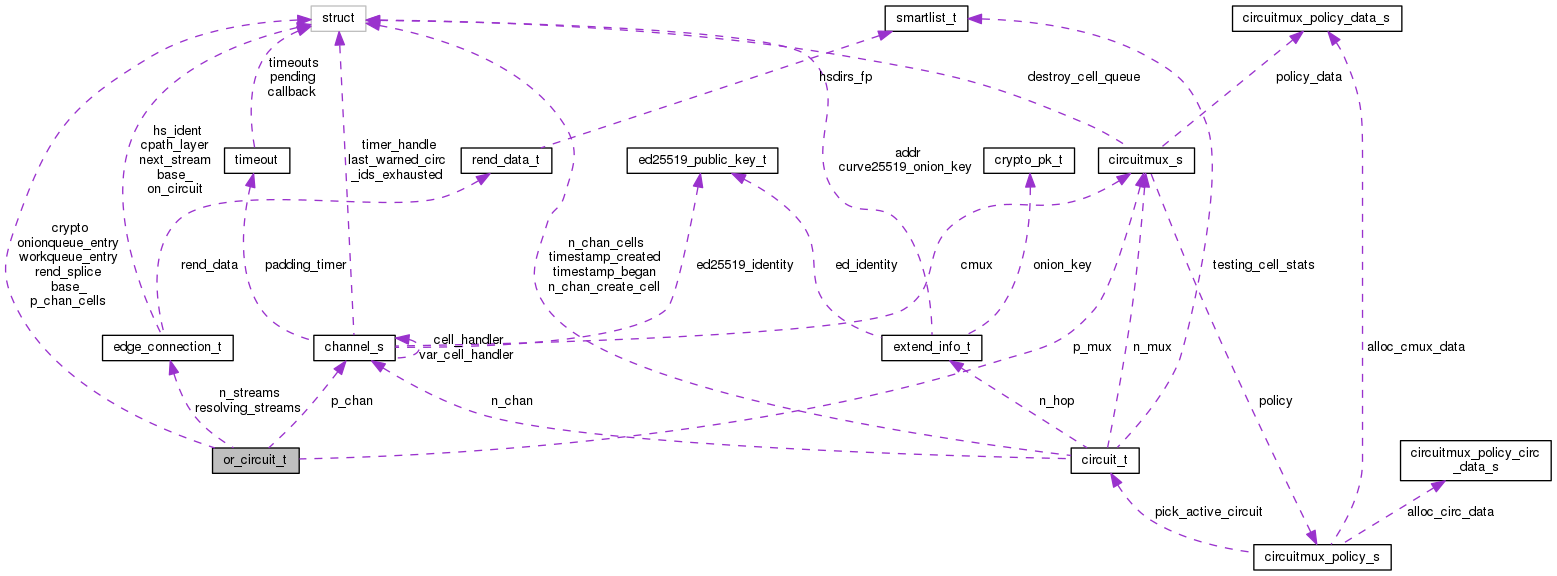 struct
smartlist_t
circuitmux_policy_data_s
timeouts
pending
callback
hsdirs_fp
destroy_cell_queue
policy_data
hs_ident
cpath_layer
next_stream
base_
on_circuit
timeout
timer_handle
last_warned_circ
_ids_exhausted
rend_data_t
ed25519_public_key_t
addr
curve25519_onion_key
crypto_pk_t
circuitmux_s
crypto
onionqueue_entry
workqueue_entry
rend_splice
base_
p_chan_cells
rend_data
padding_timer
n_chan_cells
timestamp_created
timestamp_began
n_chan_create_cell
ed25519_identity
ed_identity
cmux
onion_key
testing_cell_stats
edge_connection_t
channel_s
cell_handler
var_cell_handler
extend_info_t
p_mux
n_mux
alloc_cmux_data
n_streams
resolving_streams
p_chan
n_chan
n_hop
policy
or_circuit_t
circuit_t
circuitmux_policy_circ
_data_s
pick_active_circuit
alloc_circ_data
circuitmux_policy_s